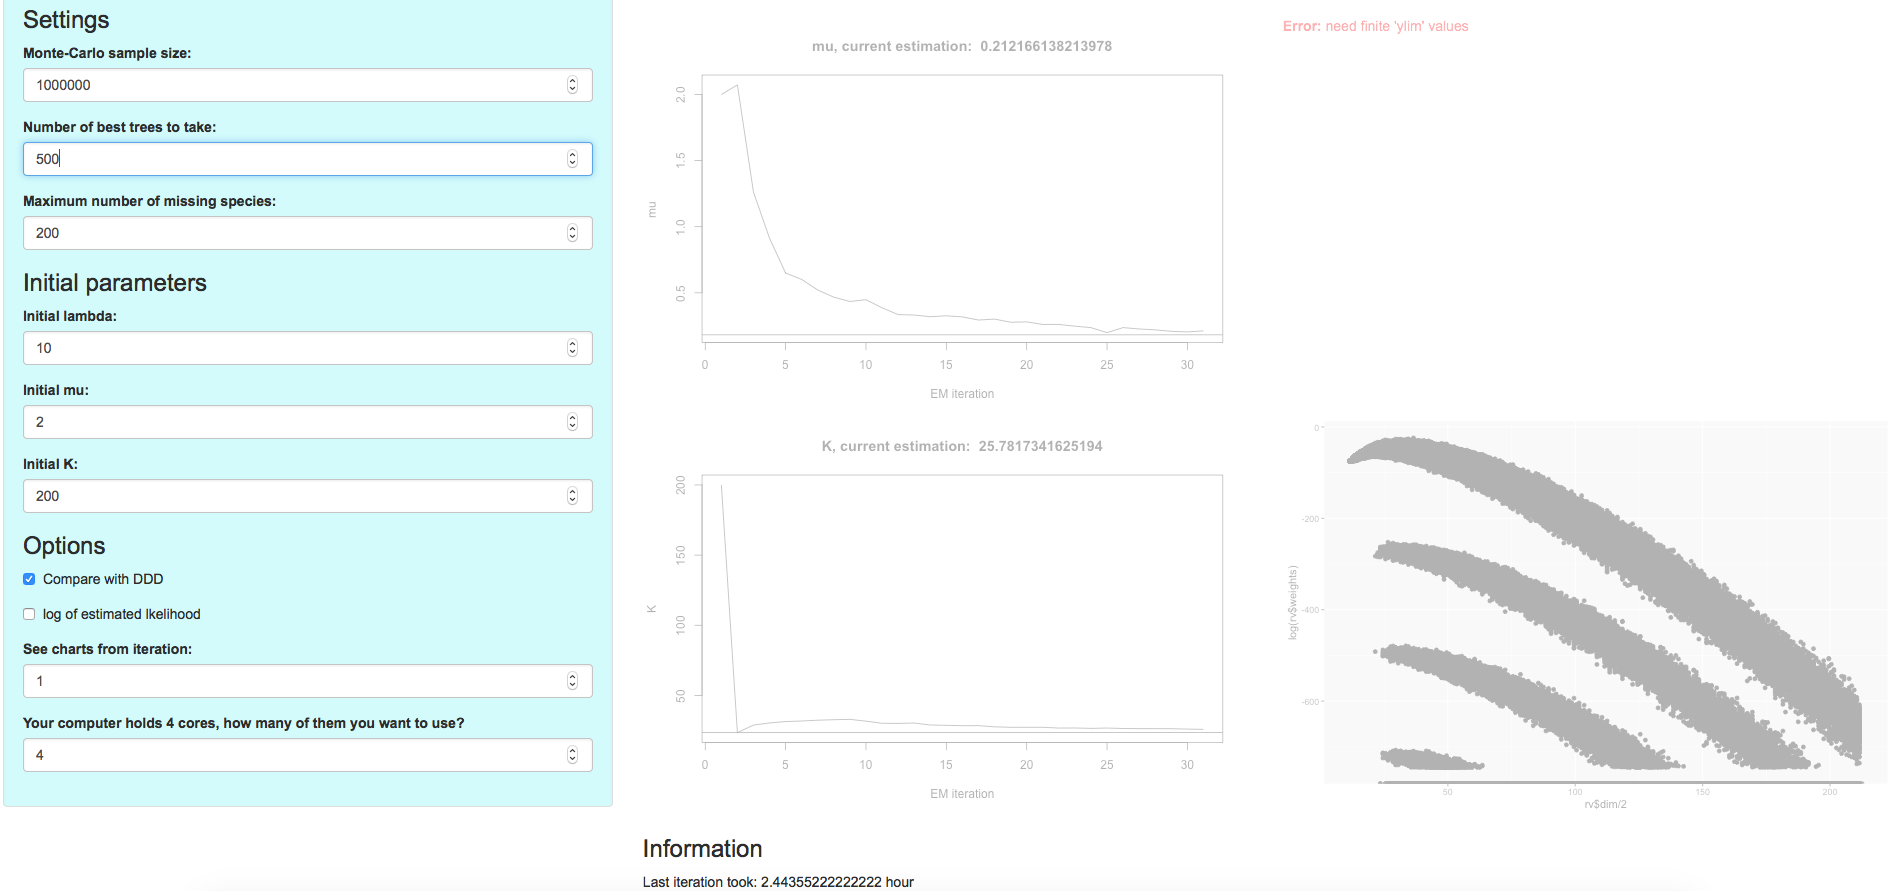 Settings
Monte-Carlo sample size:
1000000
Number of best trees to take:
500
Maximum number of missing species:
200
Initial parameters
Initial lambda:
10
Initial mu:
2
Initial K:
200
Options
Compare with DDD
log of estimated lkelihood
See charts from iteration:
1
Your computer holds 4 cores, how many of them you want to use?
4
mu, current estimation: 0.212166138213978
2.0
1.5
1.0
0.5
mu
0 5 10 15 20 25 30
EM iteration
K, current estimation: 25.7817341625194
200
150
100
50
K
0 5 10 15 20 25 30
EM iteration
Error: need finite 'ylim' values
0
-200
-400
-600
log(rv$weights)
50 100 150 200
rv$dim/2
Information
Last iteration took: 2.44355222222222 hour